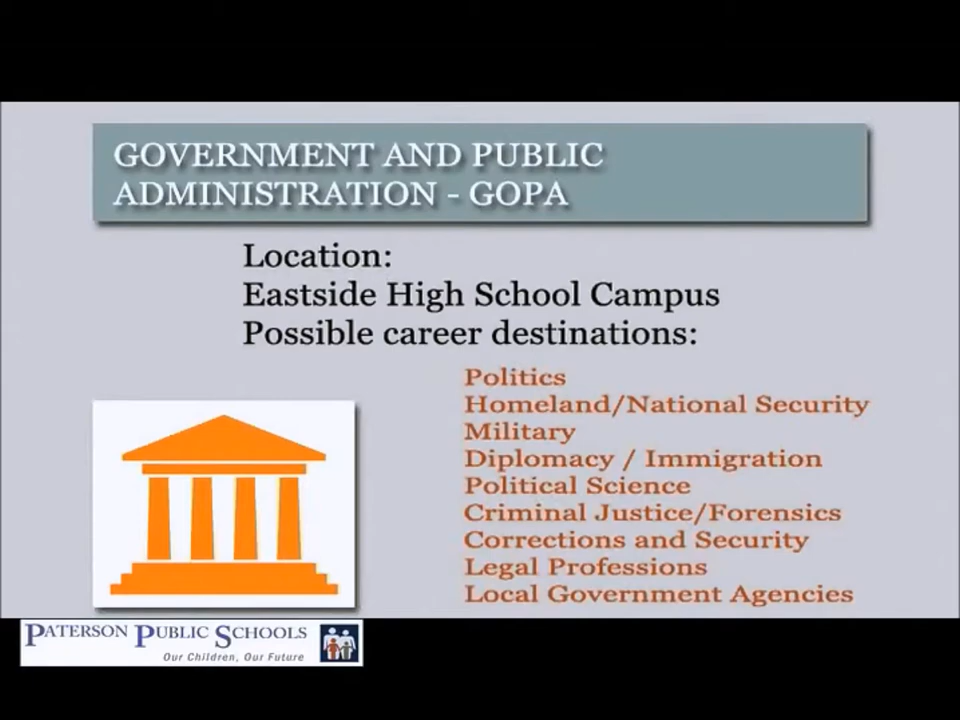 GOVERNMENT AND PUBLIC
ADMINISTRATION - GOPA
Location:
Eastside High School Campus
Possible career destinations:
Politics
Homeland/National Security
Military
Diplomacy / Immigration
Political Science
Criminal Justice/Forensics
Corrections and Security
Legal Professions
Local Government Agencies
PATERSON PUBLIC SCHOOLS
Our Children, Our Future